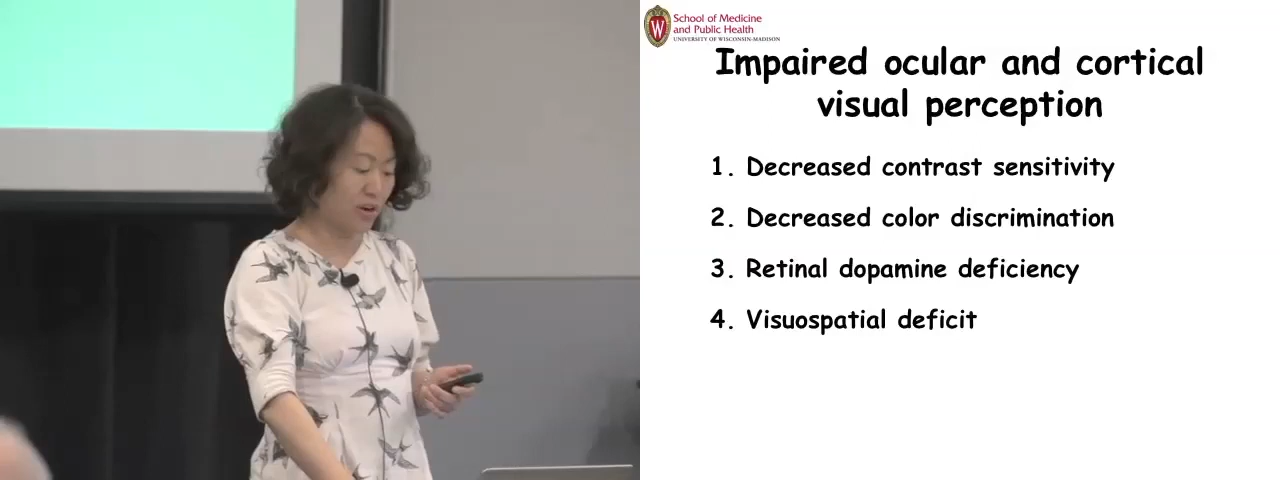 School of Medicine
and Public Health
UNIVERSITY OF WISCONSIN-MADISON
Impaired ocular and cortical
visual perception
1. Decreased contrast sensitivity
2. Decreased color discrimination
3. Retinal dopamine deficiency
4. Visuospatial deficit